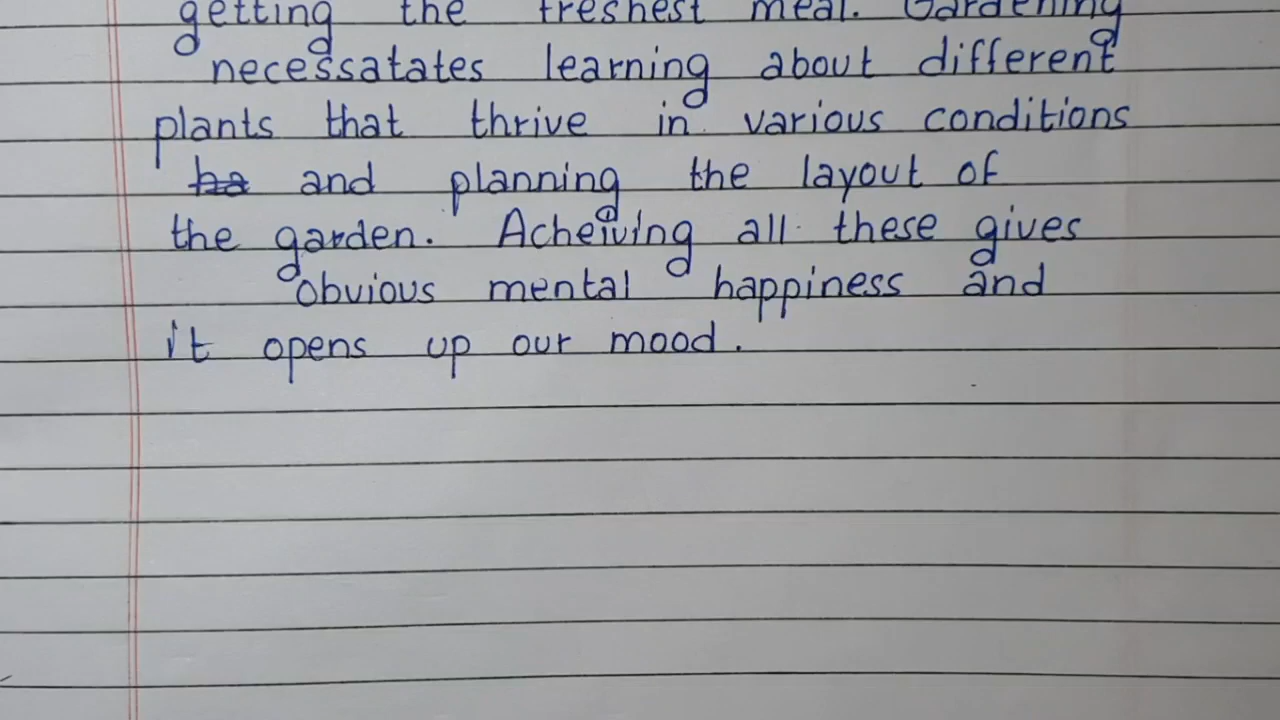 getting the freshest meal. Gardening
necessatates learning about different
plants that thrive in various conditions
ha and planning the layout of
the garden. Acheiving all these gives
obvious mental happiness and
it opens up our mood.